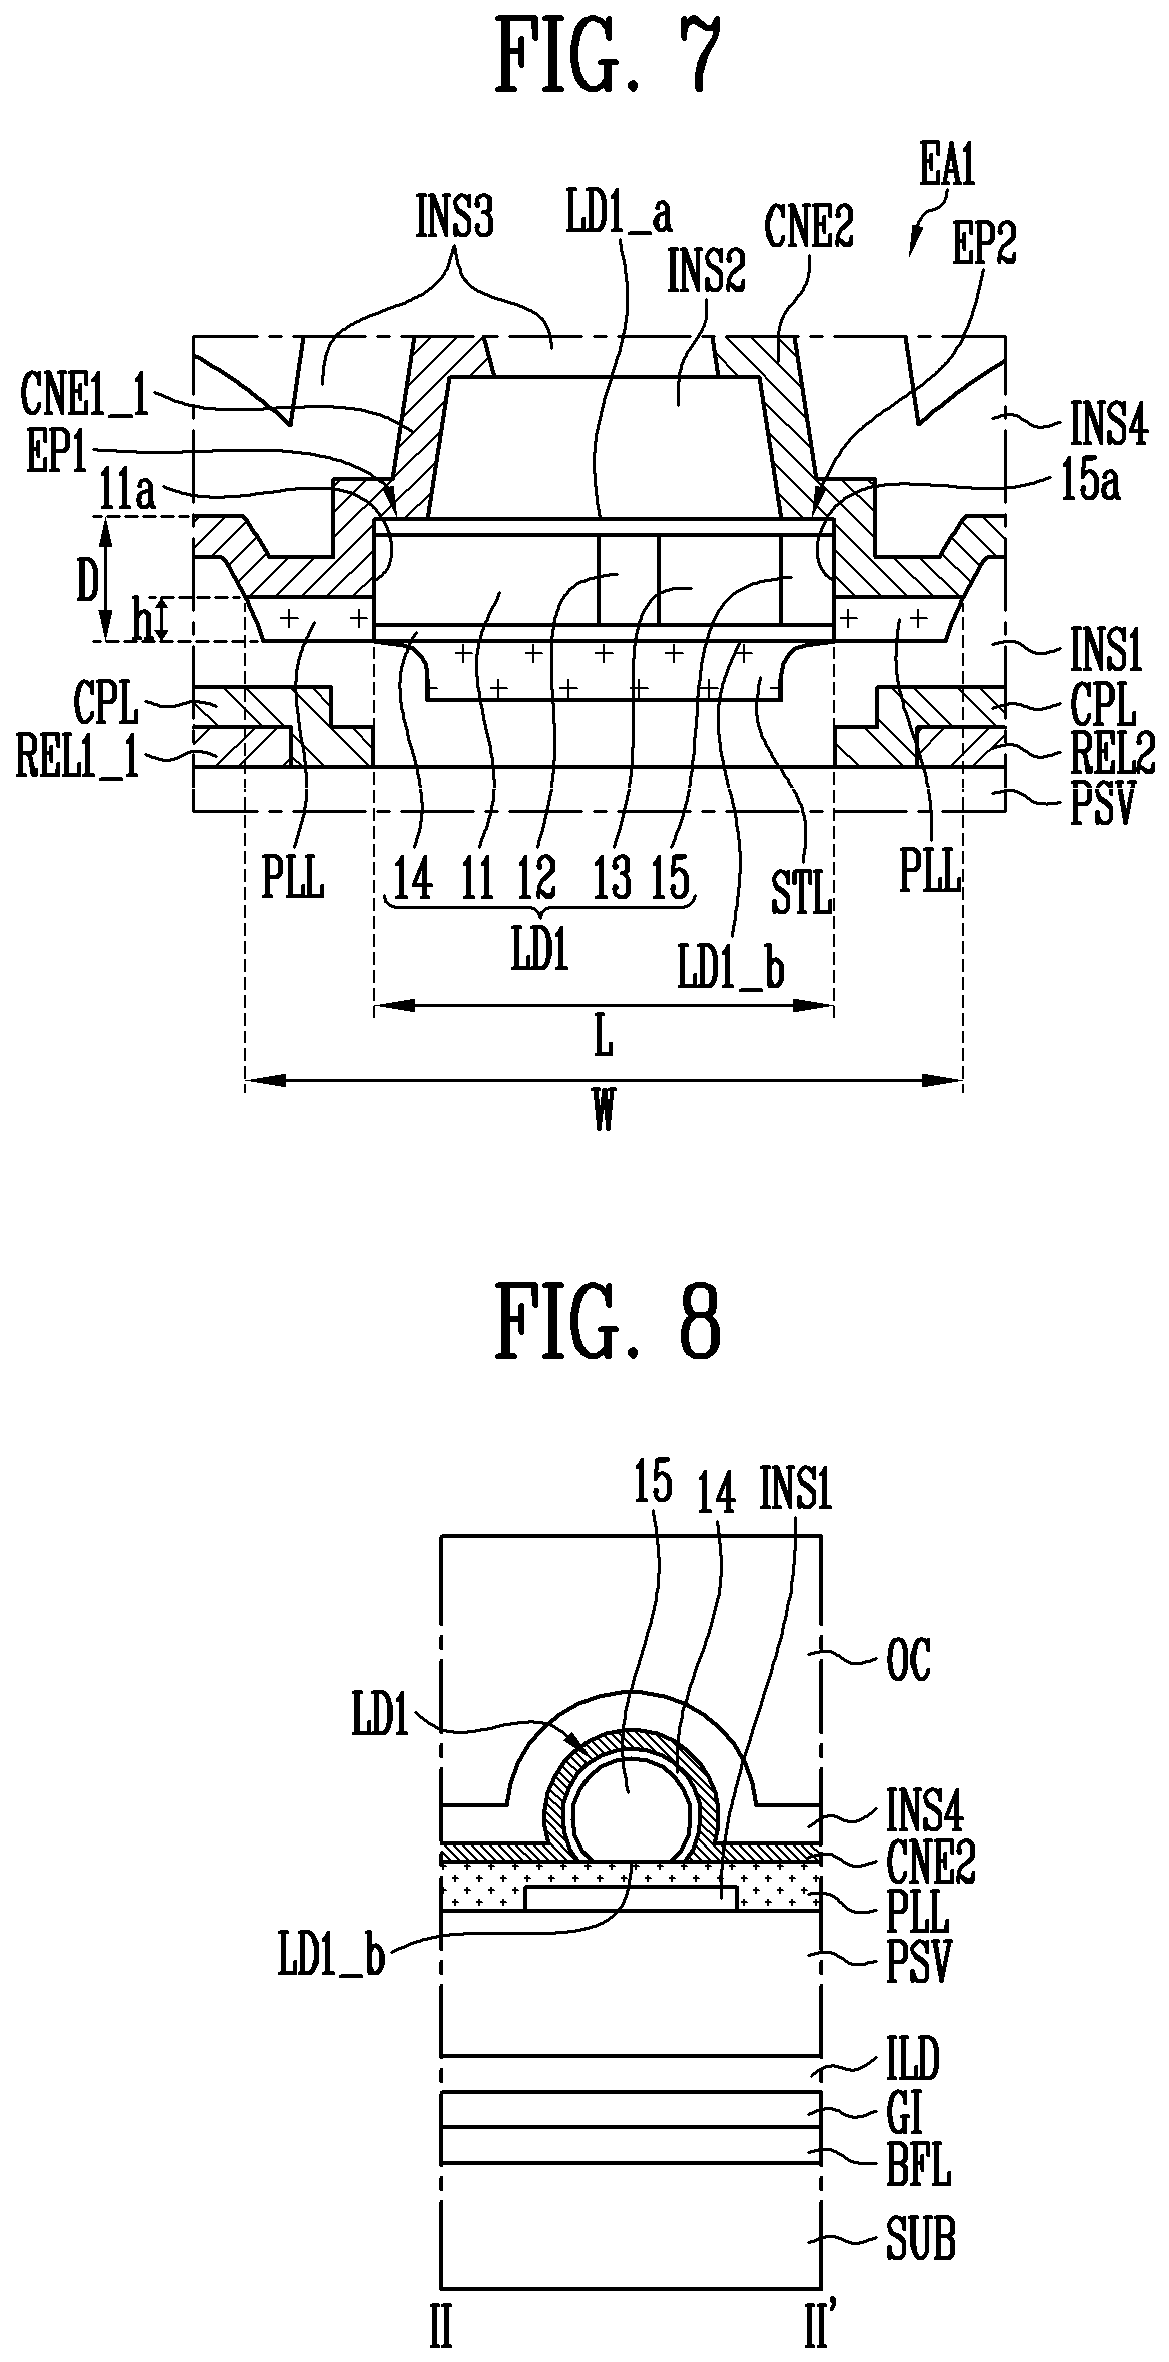 FIG. 7
EA1
INS3
LD1_a
CNE2
EP2
INS2
CNE1_1
INS4
EP1
11a
15a
D
h
INS1
CPL
CPL
REL1_1
REL2
PSV
PLL
14
11
12
13
15
STL
PLL
LD1
LD1_b
L
W
FIG. 8
15
14
INS1
OC
LD1
INS4
CNE2
PLL
LD1_b
PSV
ILD
GI
BFL
SUB
II
II'